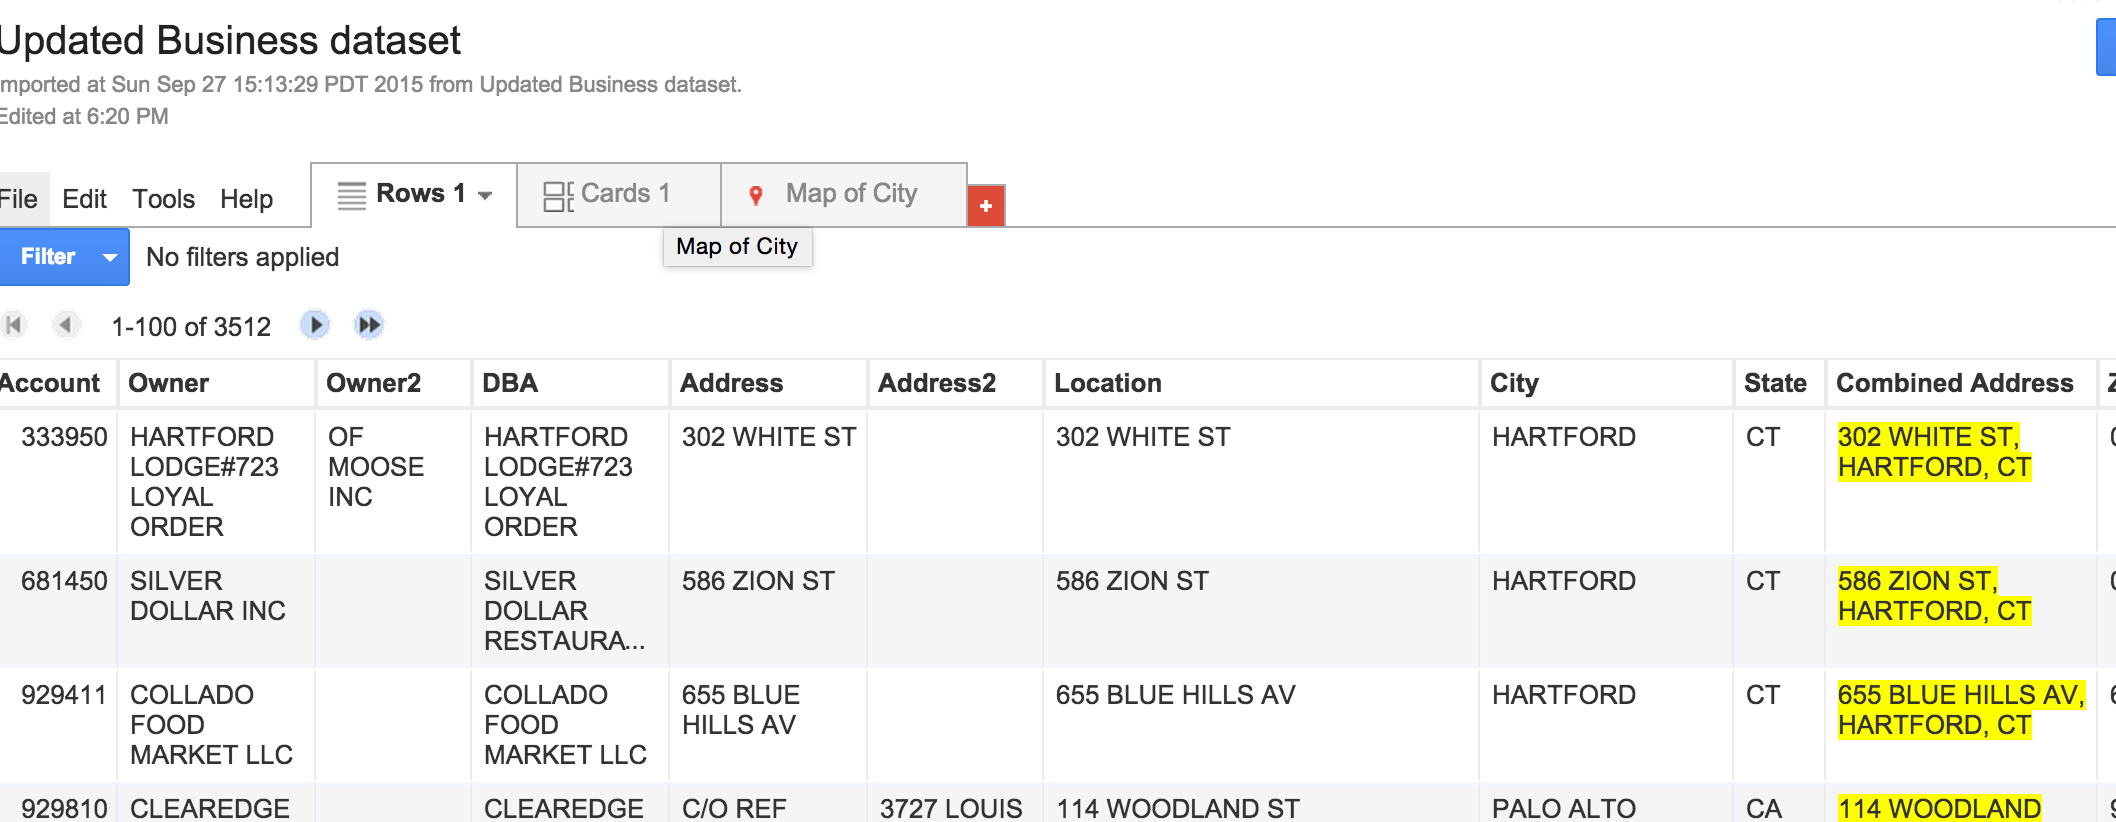 Updated Business dataset
mported at Sun Sep 27 15:13:29 PDT 2015 from Updated Business dataset.
Edited at 6:20 PM
File Edit Tools Help Rows 1 Cards 1 Map of City +
Map of City
Filter No filters applied
1-100 of 3512
Account Owner Owner2 DBA Address Address2 Location City State Combined Address
333950 HARTFORD OF HARTFORD 302 WHITE ST 302 WHITE ST HARTFORD CT 302 WHITE ST,
LODGE#723 MOOSE LODGE#723 HARTFORD, CT
LOYAL INC LOYAL
ORDER ORDER
681450 SILVER SILVER 586 ZION ST 586 ZION ST HARTFORD CT 586 ZION ST,
DOLLAR INC DOLLAR HARTFORD, CT
RESTAURA...
929411 COLLADO COLLADO 655 BLUE 655 BLUE HILLS AV HARTFORD CT 655 BLUE HILLS AV,
FOOD FOOD HILLS AV HARTFORD, CT
MARKET LLC MARKET LLC
929810 CLEAREDGE CLEAREDGE C/O REF 3727 LOUIS 114 WOODLAND ST PALO ALTO CA 114 WOODLAND